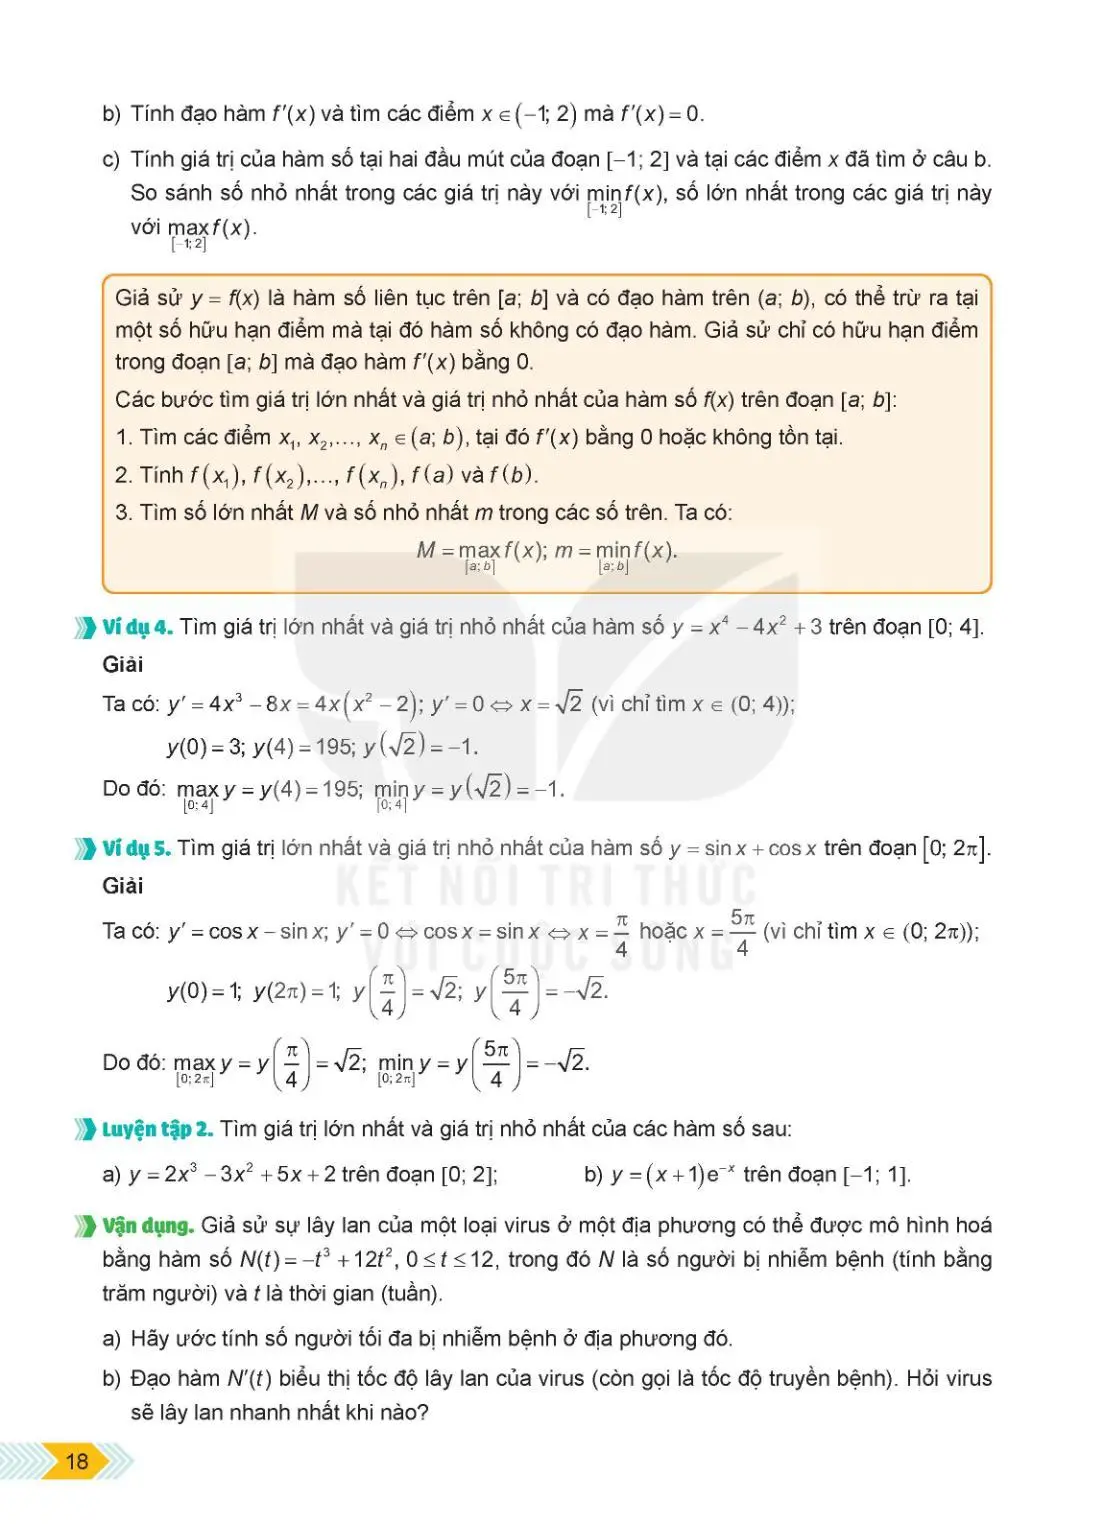 b) Tính đạo hàm f′(x) và tìm các điểm x ∈ (−1; 2) mà f′(x) = 0.
c) Tính giá trị của hàm số tại hai đầu mút của đoạn [−1; 2] và tại các điểm x đã tìm ở câu b.
So sánh số nhỏ nhất trong các giá trị này với min f(x), số lớn nhất trong các giá trị này
[−1; 2]
với max f(x).
[−1; 2]
Giả sử y = f(x) là hàm số liên tục trên [a; b] và có đạo hàm trên (a; b), có thể trừ ra tại
một số hữu hạn điểm mà tại đó hàm số không có đạo hàm. Giả sử chỉ có hữu hạn điểm
trong đoạn [a; b] mà đạo hàm f′(x) bằng 0.
Các bước tìm giá trị lớn nhất và giá trị nhỏ nhất của hàm số f(x) trên đoạn [a; b]:
1. Tìm các điểm x₁, x₂,..., xₙ ∈ (a; b), tại đó f′(x) bằng 0 hoặc không tồn tại.
2. Tính f(x₁), f(x₂),..., f(xₙ), f(a) và f(b).
3. Tìm số lớn nhất M và số nhỏ nhất m trong các số trên. Ta có:
M = max f(x); m = min f(x).
[a; b] [a; b]
Ví dụ 4. Tìm giá trị lớn nhất và giá trị nhỏ nhất của hàm số y = x⁴ − 4x² + 3 trên đoạn [0; 4].
Giải
Ta có: y′ = 4x³ − 8x = 4x(x² − 2); y′ = 0 ⇔ x = √2 (vì chỉ tìm x ∈ (0; 4));
y(0) = 3; y(4) = 195; y(√2) = −1.
Do đó: max y = y(4) = 195; min y = y(√2) = −1.
[0; 4] [0; 4]
Ví dụ 5. Tìm giá trị lớn nhất và giá trị nhỏ nhất của hàm số y = sin x + cos x trên đoạn [0; 2π].
KẾT NỐI TRI THỨC
Giải
Ta có: y′ = cos x − sin x; y′ = 0 ⇔ cos x = sin x ⇔ x = π/4 hoặc x = 5π/4 (vì chỉ tìm x ∈ (0; 2π));
VỚI CUỘC SỐNG
y(0) = 1; y(2π) = 1; y(π/4) = √2; y(5π/4) = −√2.
Do đó: max y = y(π/4) = √2; min y = y(5π/4) = −√2.
[0; 2π] [0; 2π]
Luyện tập 2. Tìm giá trị lớn nhất và giá trị nhỏ nhất của các hàm số sau:
a) y = 2x³ − 3x² + 5x + 2 trên đoạn [0; 2]; b) y = (x + 1)e⁻ˣ trên đoạn [−1; 1].
Vận dụng. Giả sử sự lây lan của một loại virus ở một địa phương có thể được mô hình hoá
bằng hàm số N(t) = −t³ + 12t², 0 ≤ t ≤ 12, trong đó N là số người bị nhiễm bệnh (tính bằng
trăm người) và t là thời gian (tuần).
a) Hãy ước tính số người tối đa bị nhiễm bệnh ở địa phương đó.
b) Đạo hàm N′(t) biểu thị tốc độ lây lan của virus (còn gọi là tốc độ truyền bệnh). Hỏi virus
sẽ lây lan nhanh nhất khi nào?
18